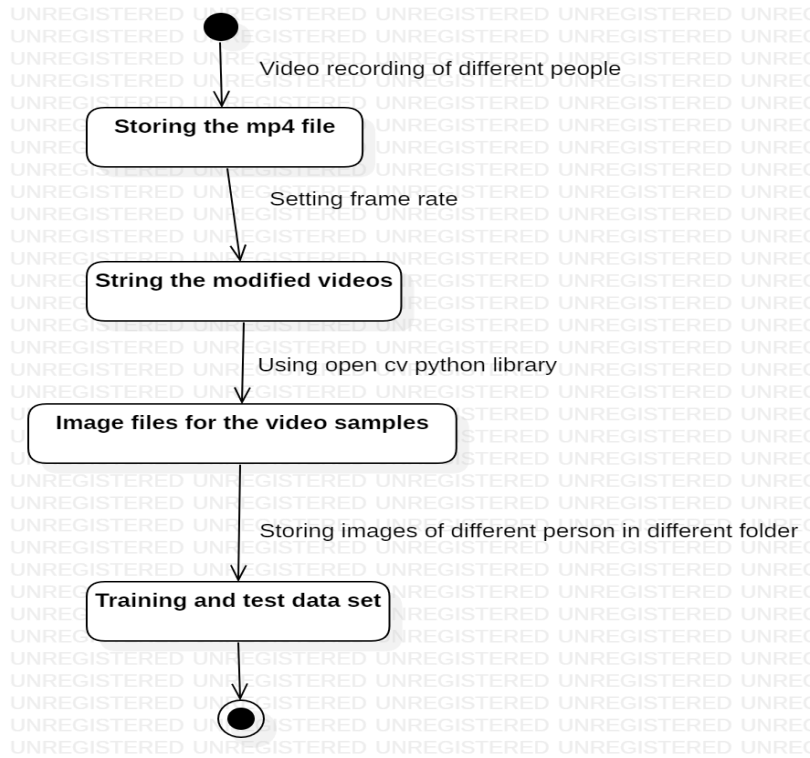 Video recording of different people
Storing the mp4 file
Setting frame rate
String the modified videos
Using open cv python library
Image files for the video samples
Storing images of different person in different folder
Training and test data set
UNREGISTERED